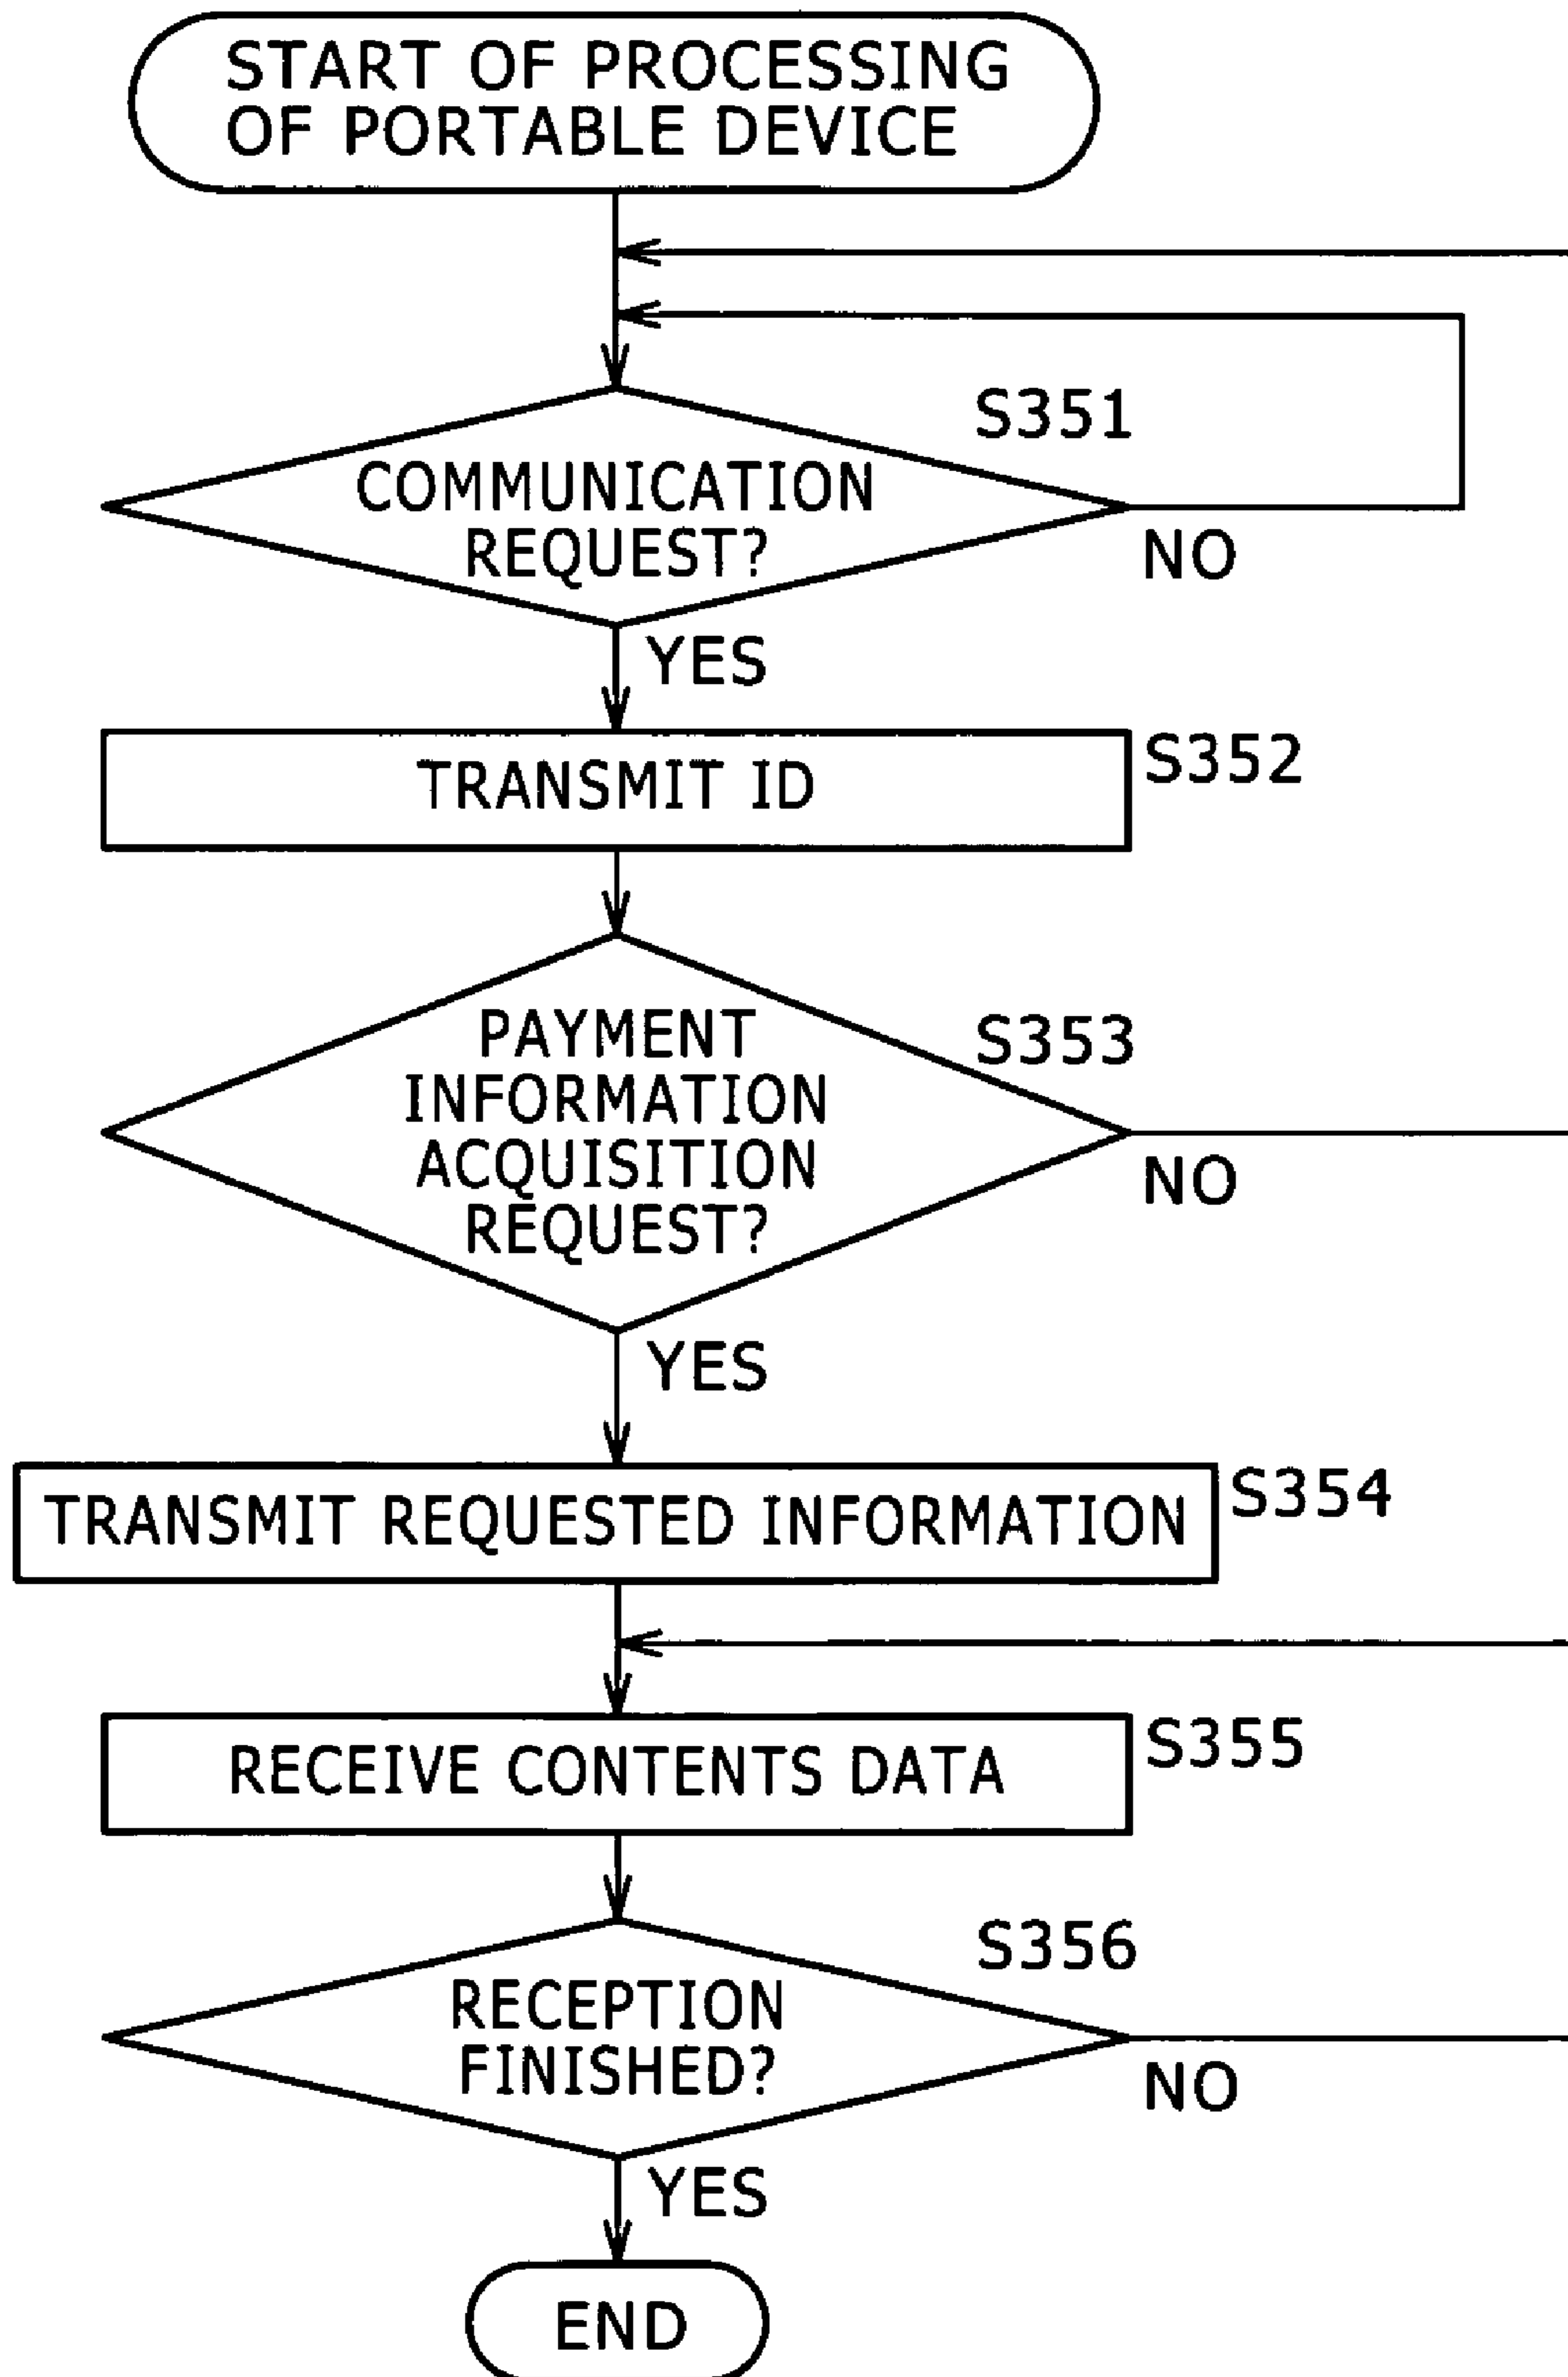 START OF PROCESSING
OF PORTABLE DEVICE
S351
COMMUNICATION
REQUEST?
NO
YES
S352
TRANSMIT ID
S353
PAYMENT
INFORMATION
ACQUISITION
REQUEST?
NO
YES
S354
TRANSMIT REQUESTED INFORMATION
S355
RECEIVE CONTENTS DATA
S356
RECEPTION
FINISHED?
NO
YES
END